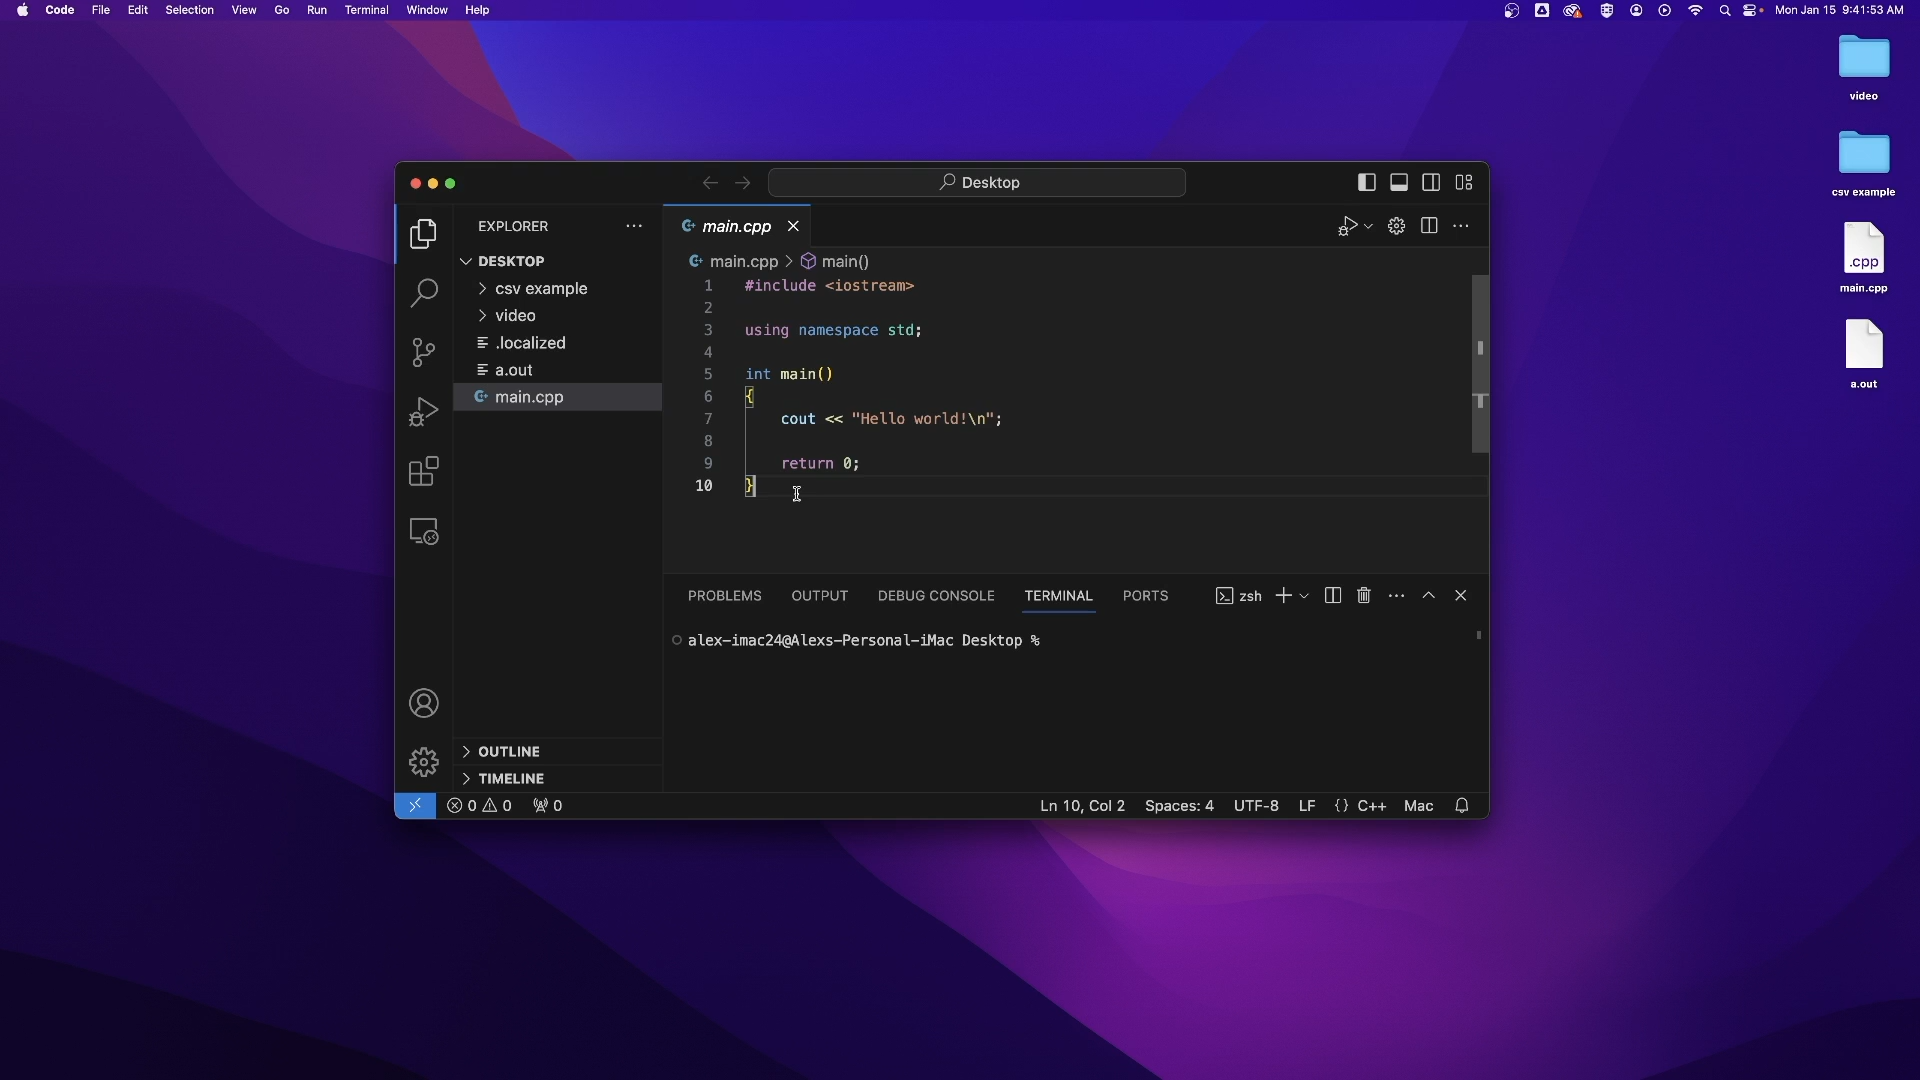 Code File Edit Selection View Go Run Terminal Window Help
Mon Jan 15 9:41:53 AM
video
csv example
.cpp
main.cpp
a.out
Desktop
EXPLORER
DESKTOP
csv example
video
.localized
a.out
main.cpp
OUTLINE
TIMELINE
main.cpp
main.cpp > main()
1 #include <iostream>
2
3 using namespace std;
4
5 int main()
6 {
7 cout << "Hello world!\n";
8
9 return 0;
10 }
PROBLEMS OUTPUT DEBUG CONSOLE TERMINAL PORTS zsh
alex-imac24@Alexs-Personal-iMac Desktop %
0 0 0 Ln 10, Col 2 Spaces: 4 UTF-8 LF {} C++ Mac